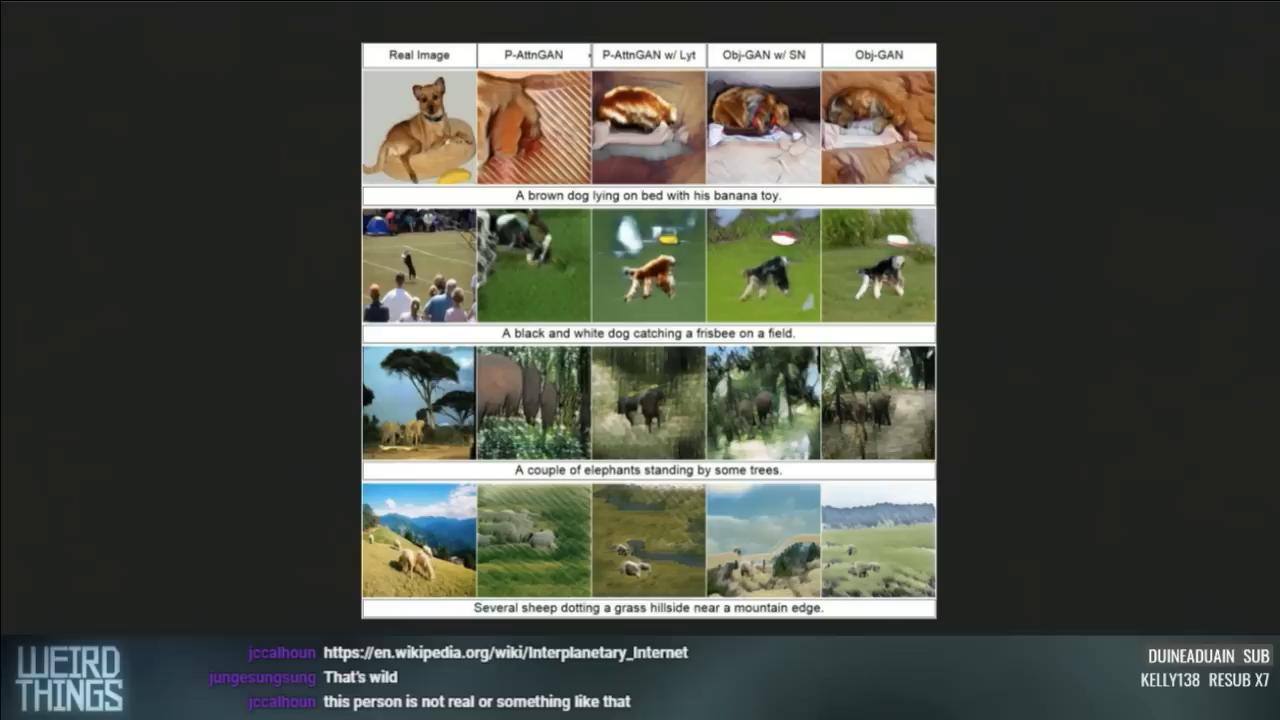 Real Image P-AttnGAN P-AttnGAN w/ Lyt Obj-GAN w/ SN Obj-GAN
A brown dog lying on bed with his banana toy.
A black and white dog catching a frisbee on a field.
A couple of elephants standing by some trees.
Several sheep dotting a grass hillside near a mountain edge.
WEIRD
THINGS
jccalhoun https://en.wikipedia.org/wiki/Interplanetary_Internet
jungesungsung That's wild
jccalhoun this person is not real or something like that
DUINEADUAIN SUB
KELLY138 RESUB X7